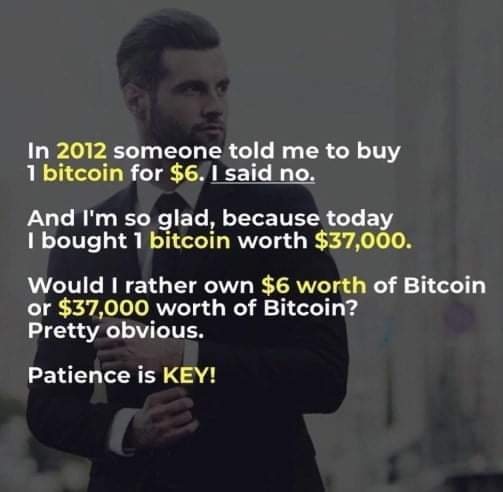 In 2012 someone told me to buy
1 bitcoin for $6. I said no.
And I'm so glad, because today
I bought 1 bitcoin worth $37,000.
Would I rather own $6 worth of Bitcoin
or $37,000 worth of Bitcoin?
Pretty obvious.
Patience is KEY!